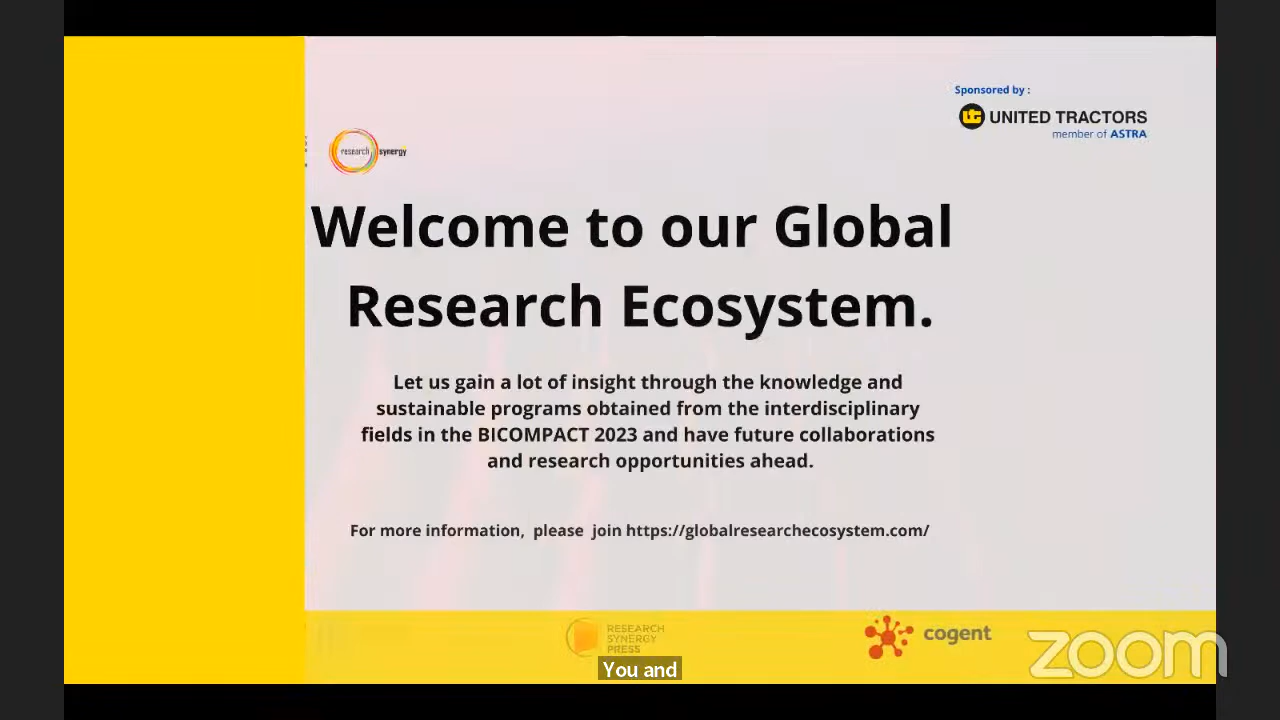 Sponsored by :
UG UNITED TRACTORS
member of ASTRA
research synergy
Welcome to our Global
Research Ecosystem.
Let us gain a lot of insight through the knowledge and
sustainable programs obtained from the interdisciplinary
fields in the BICOMPACT 2023 and have future collaborations
and research opportunities ahead.
For more information, please join https://globalresearchecosystem.com/
RESEARCH
SYNERGY
PRESS
cogent
zoom
You and